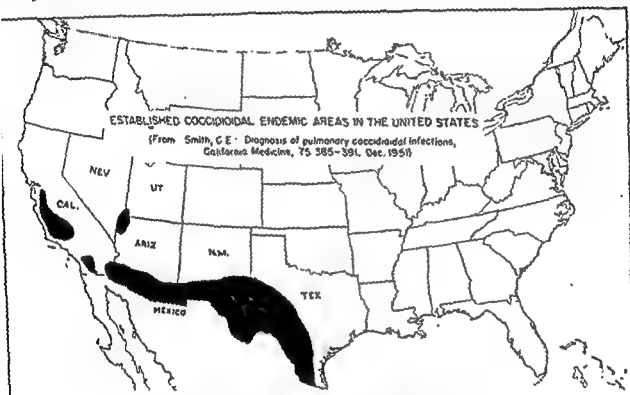 ESTABLISHED COCCIDIOIDAL ENDEMIC AREAS IN THE UNITED STATES
(From Smith, C E · Diagnosis of pulmonary coccidioidal infections,
California Medicine, 75 385-391. Dec. 1951)
NEV
UT
CAL.
ARIZ
N.M.
TEX
MEXICO